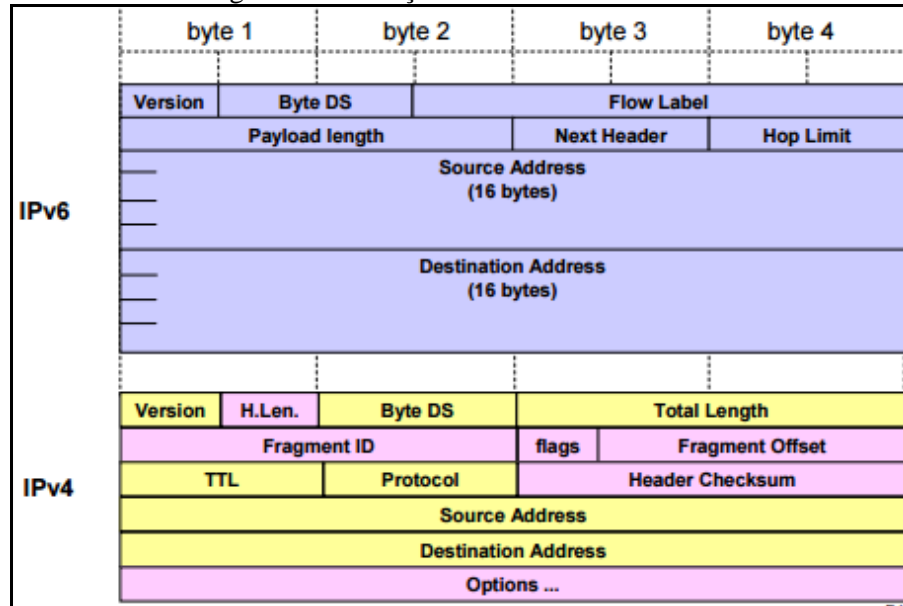 byte 1 byte 2 byte 3 byte 4
Version Byte DS Flow Label
Payload length Next Header Hop Limit
Source Address
(16 bytes)
IPv6
Destination Address
(16 bytes)
Version H.Len. Byte DS Total Length
Fragment ID flags Fragment Offset
TTL Protocol Header Checksum
IPv4
Source Address
Destination Address
Options ...